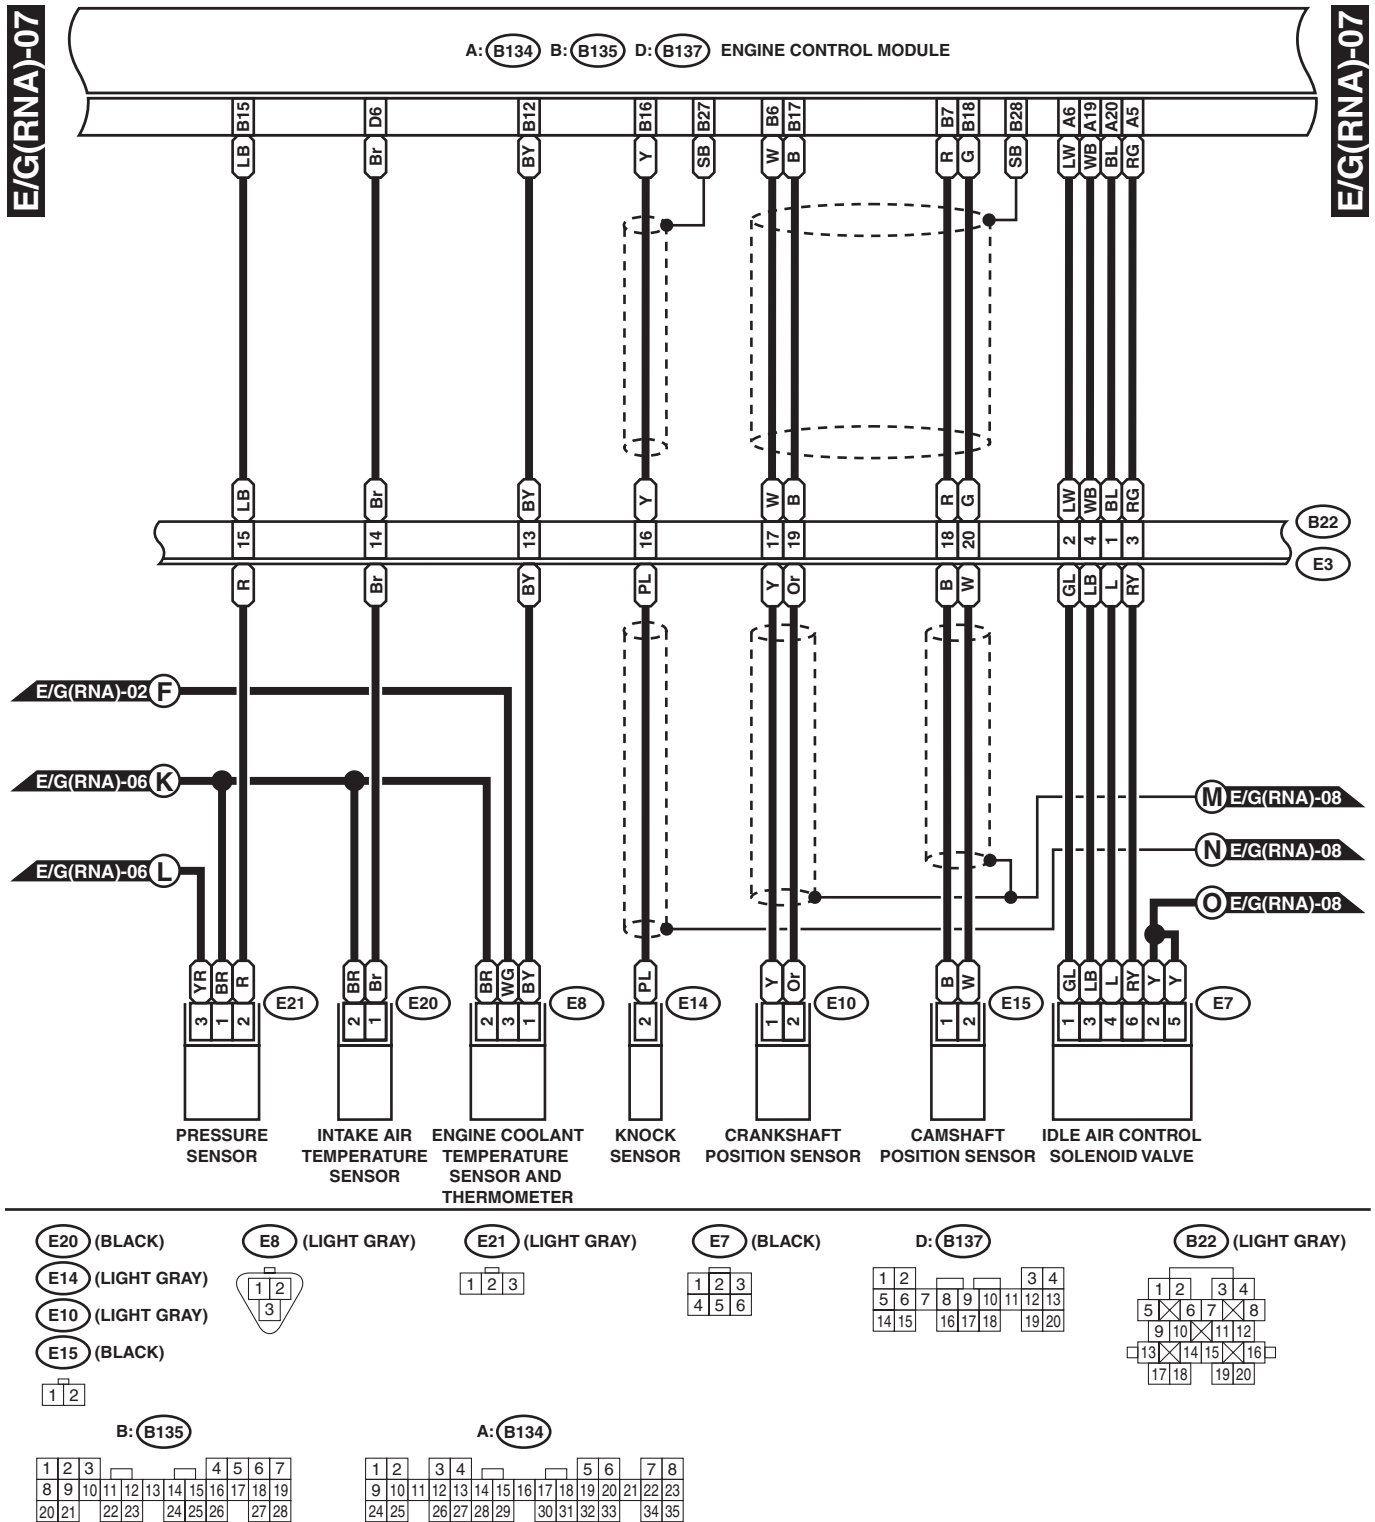 E/G(RNA)-07
E/G(RNA)-07
A: B134 B: B135 D: B137 ENGINE CONTROL MODULE
B15 D6 B12 B16 B27 B6 B17 B7 B18 B28 A6 A19 A20 A5
LB Br BY Y SB W B R G SB LW WB BL RG
LB Br BY Y W B R G LW WB BL RG
15 14 13 16 17 19 18 20 2 4 1 3 B22
E3
R Br BY PL Y Or B W GL LB L RY
E/G(RNA)-02 F
E/G(RNA)-06 K
M E/G(RNA)-08
N E/G(RNA)-08
E/G(RNA)-06 L
O E/G(RNA)-08
YR BR R BR Br BR WG BY PL Y Or B W GL LB L RY Y Y
E21 E20 E8 E14 E10 E15 E7
3 1 2 2 1 2 3 1 2 1 2 1 2 1 3 4 6 2 5
PRESSURE
SENSOR
INTAKE AIR
TEMPERATURE
SENSOR
ENGINE COOLANT
TEMPERATURE
SENSOR AND
THERMOMETER
KNOCK
SENSOR
CRANKSHAFT
POSITION SENSOR
CAMSHAFT
POSITION SENSOR
IDLE AIR CONTROL
SOLENOID VALVE
E20 (BLACK)
E14 (LIGHT GRAY)
E10 (LIGHT GRAY)
E15 (BLACK)
1 2
E8 (LIGHT GRAY)
1 2
3
E21 (LIGHT GRAY)
1 2 3
E7 (BLACK)
1 2 3
4 5 6
D: B137
1 2 3 4
5 6 7 8 9 10 11 12 13
14 15 16 17 18 19 20
B22 (LIGHT GRAY)
1 2 3 4
5 6 7 8
9 10 11 12
13 14 15 16
17 18 19 20
B: B135
1 2 3 4 5 6 7
8 9 10 11 12 13 14 15 16 17 18 19
20 21 22 23 24 25 26 27 28
A: B134
1 2 3 4 5 6 7 8
9 10 11 12 13 14 15 16 17 18 19 20 21 22 23
24 25 26 27 28 29 30 31 32 33 34 35